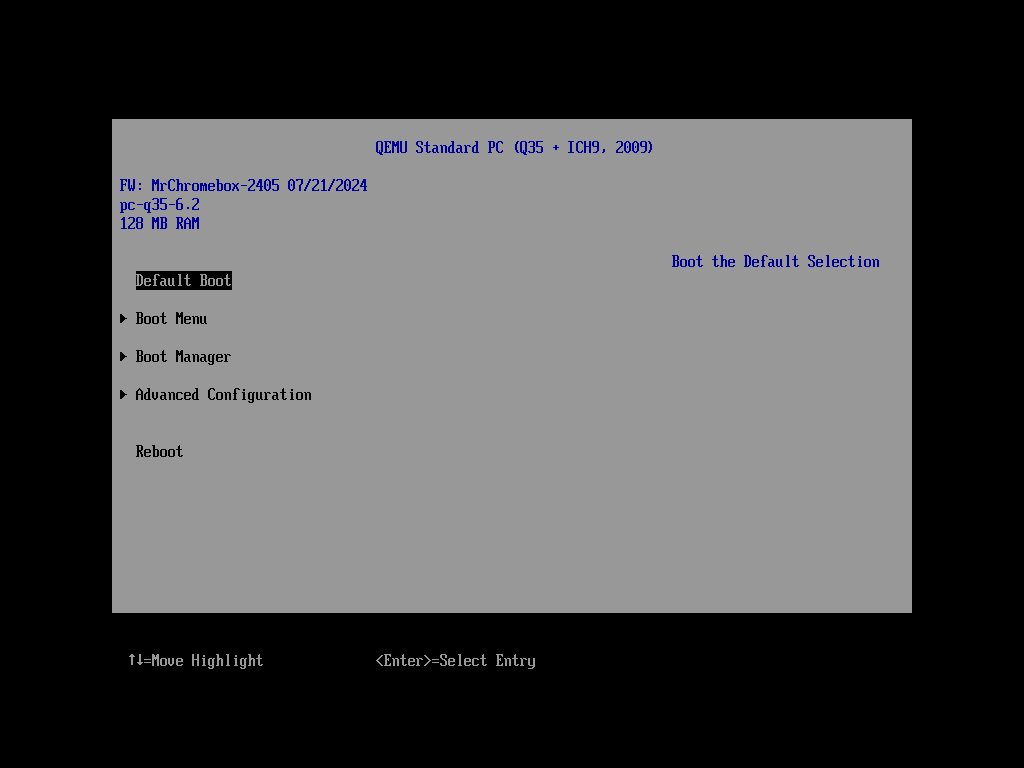 QEMU Standard PC (Q35 + ICH9, 2009)
FW: MrChromebox-2405 07/21/2024
pc-q35-6.2
128 MB RAM
Boot the Default Selection
Default Boot
Boot Menu
Boot Manager
Advanced Configuration
Reboot
↑↓=Move Highlight <Enter>=Select Entry